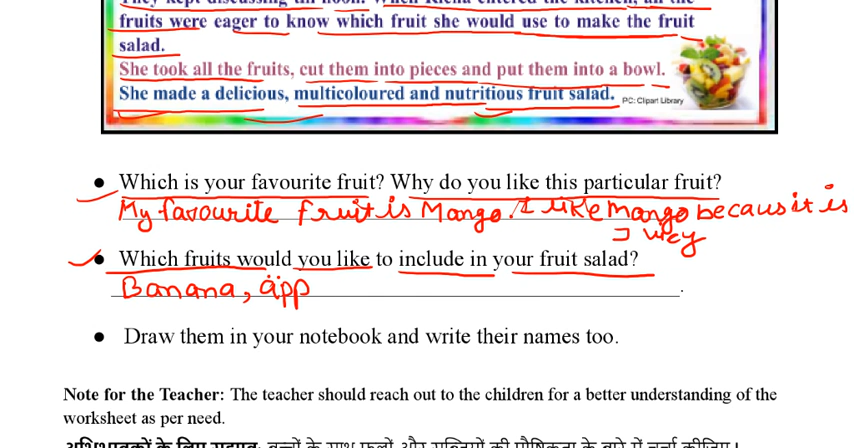 fruits were eager to know which fruit she would use to make the fruit
salad.
She took all the fruits, cut them into pieces and put them into a bowl.
She made a delicious, multicoloured and nutritious fruit salad.
PC: Clipart Library
● Which is your favourite fruit? Why do you like this particular fruit?
My favourite fruit is Mango. I like mango becaus it is
● Which fruits would you like to include in your fruit salad?
Banana, app
● Draw them in your notebook and write their names too.
Note for the Teacher: The teacher should reach out to the children for a better understanding of the
worksheet as per need.